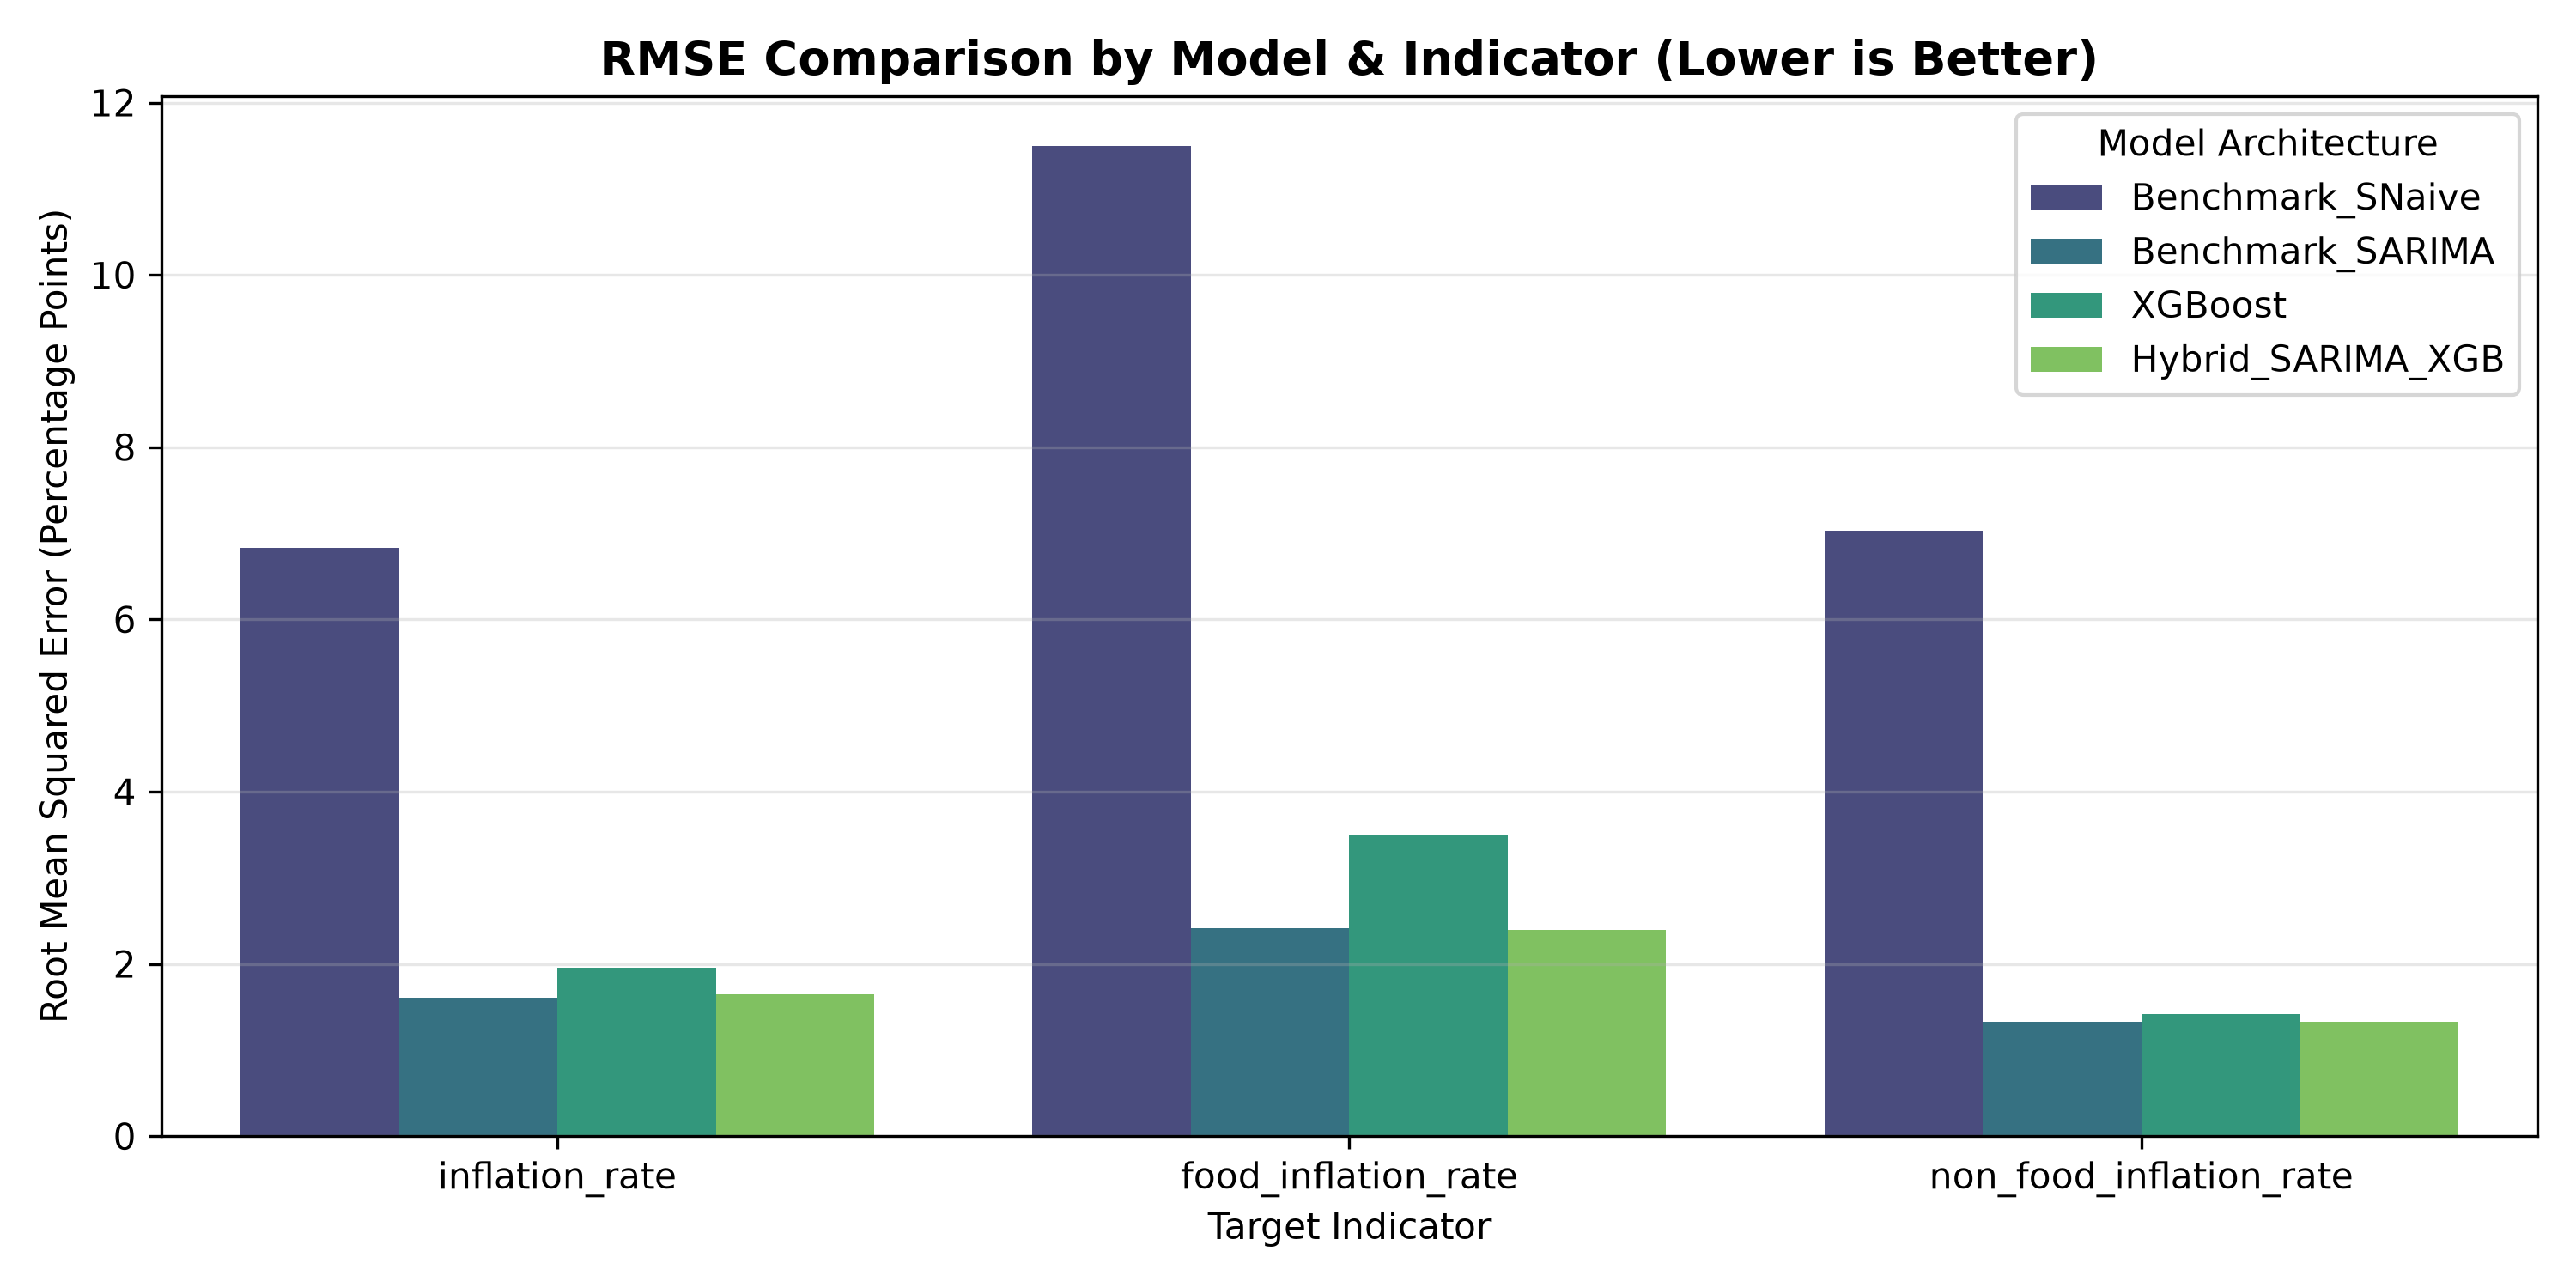 RMSE Comparison by Model & Indicator (Lower is Better)
Root Mean Squared Error (Percentage Points)
12
10
8
6
4
2
0
Model Architecture
Benchmark_SNaive
Benchmark_SARIMA
XGBoost
Hybrid_SARIMA_XGB
inflation_rate
food_inflation_rate
non_food_inflation_rate
Target Indicator